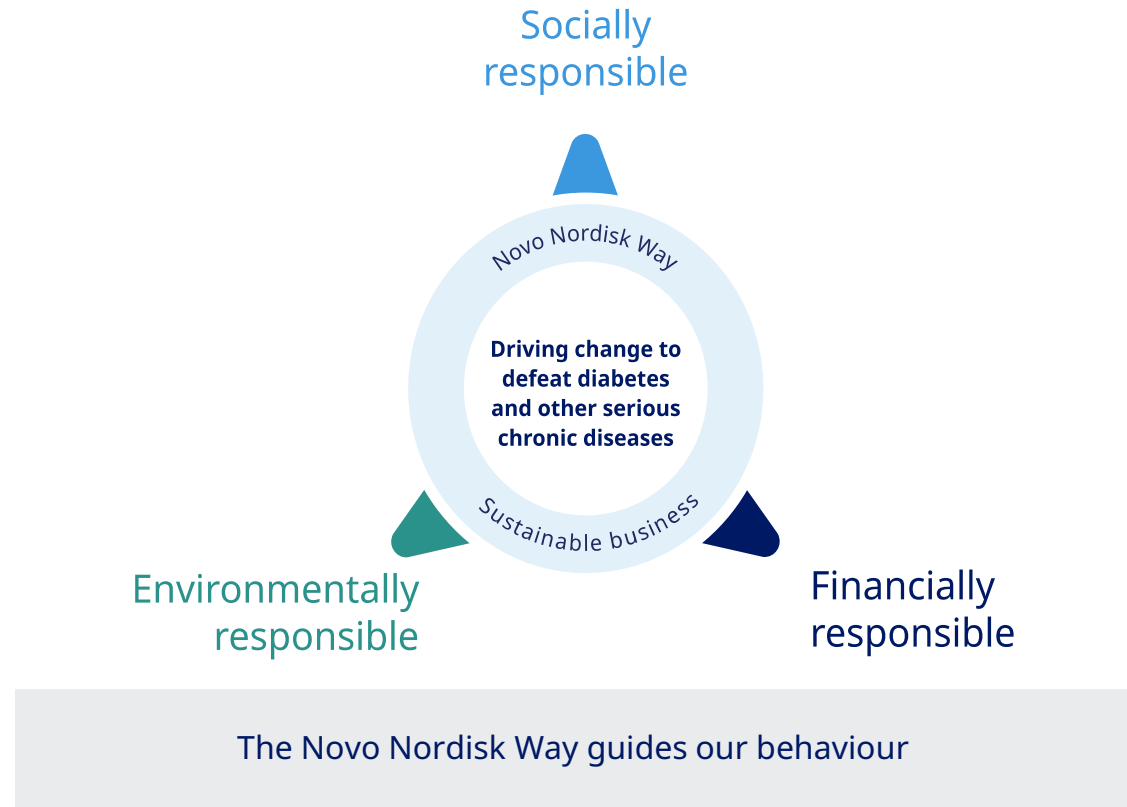 Socially
responsible
Novo Nordisk Way
Driving change to
defeat diabetes
and other serious
chronic diseases
Sustainable business
Environmentally
responsible
Financially
responsible
The Novo Nordisk Way guides our behaviour